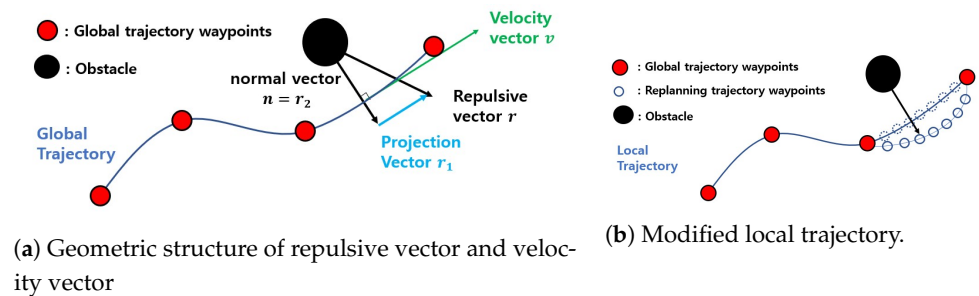 : Global trajectory waypoints
: Obstacle
Velocity
vector v
normal vector
n = r₂
Repulsive
vector r
Projection
Vector r₁
Global
Trajectory
(a) Geometric structure of repulsive vector and veloc-
ity vector
: Global trajectory waypoints
: Replanning trajectory waypoints
: Obstacle
Local
Trajectory
(b) Modified local trajectory.